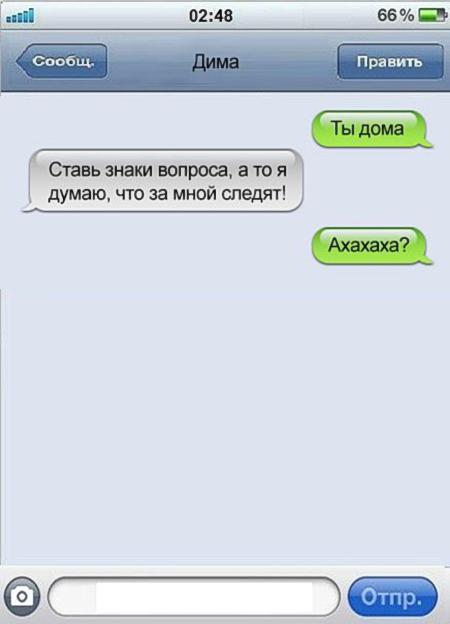 02:48 66 %
Сообщ. Дима Править
Ты дома
Ставь знаки вопроса, а то я
думаю, что за мной следят!
Ахахаха?
Отпр.